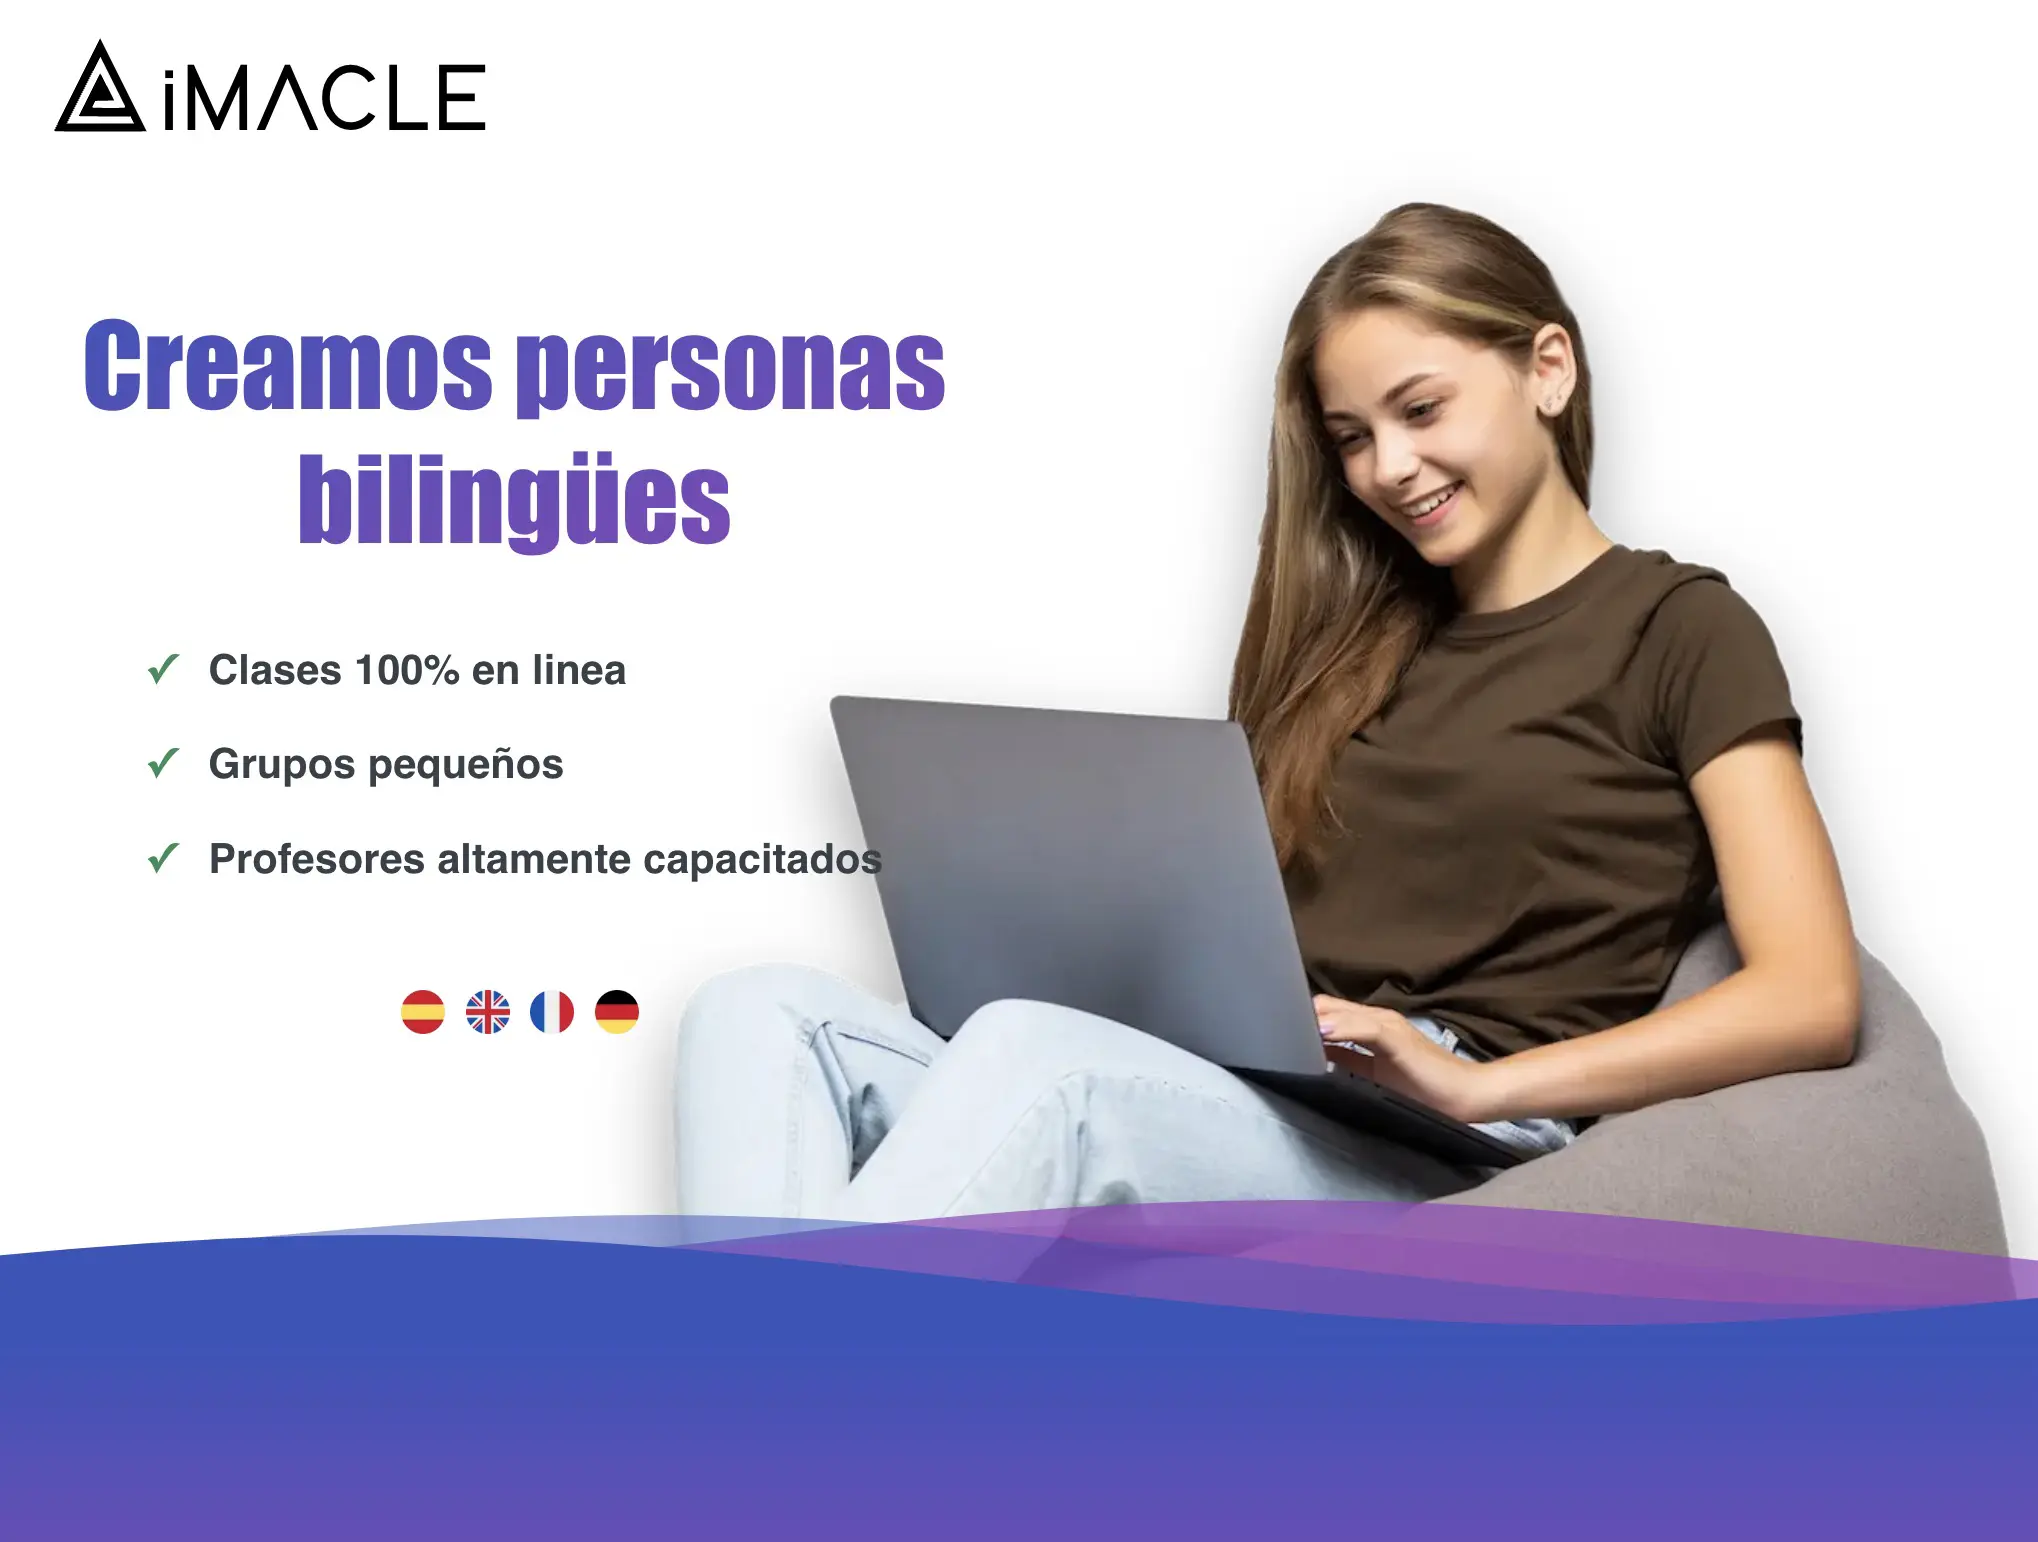 iMACLE
Creamos personas
bilingües
✓ Clases 100% en linea
✓ Grupos pequeños
✓ Profesores altamente capacitados